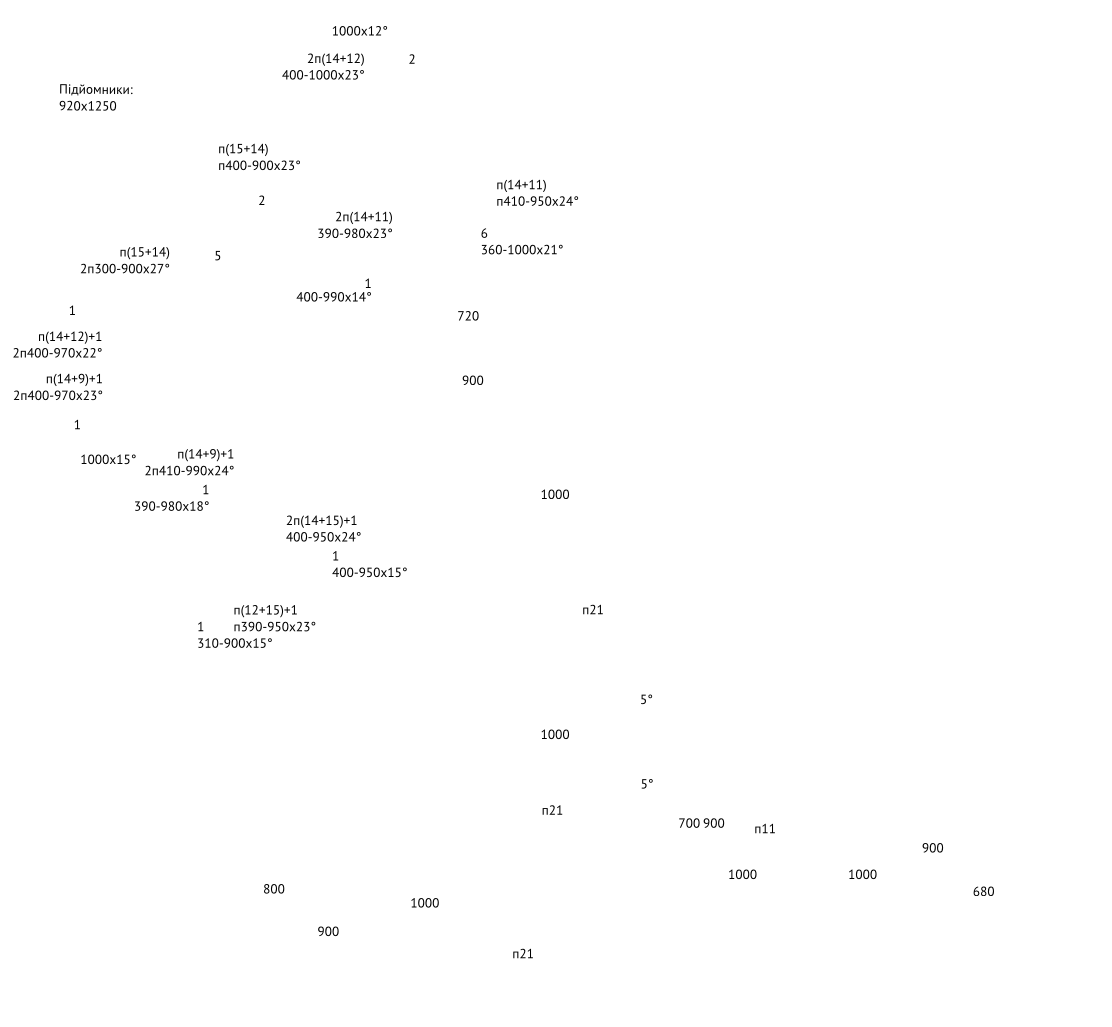 1000x12°
2п(14+12)
400-1000x23°
2
Підйомники:
920x1250
п(15+14)
п400-900x23°
п(14+11)
п410-950x24°
2
2п(14+11)
390-980x23°
6
360-1000x21°
п(15+14)
2п300-900x27°
5
1
400-990x14°
1
720
п(14+12)+1
2п400-970x22°
п(14+9)+1
2п400-970x23°
900
1
1000x15°
п(14+9)+1
2п410-990x24°
1
390-980x18°
1000
2п(14+15)+1
400-950x24°
1
400-950x15°
п(12+15)+1
п390-950x23°
1
310-900x15°
п21
5°
1000
5°
п21
700 900
п11
900
1000
1000
680
800
1000
900
п21